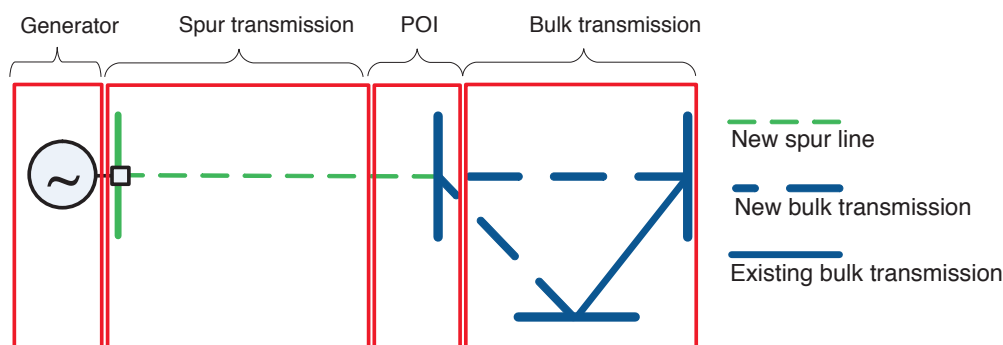 Generator
Spur transmission
POI
Bulk transmission
New spur line
New bulk transmission
Existing bulk transmission